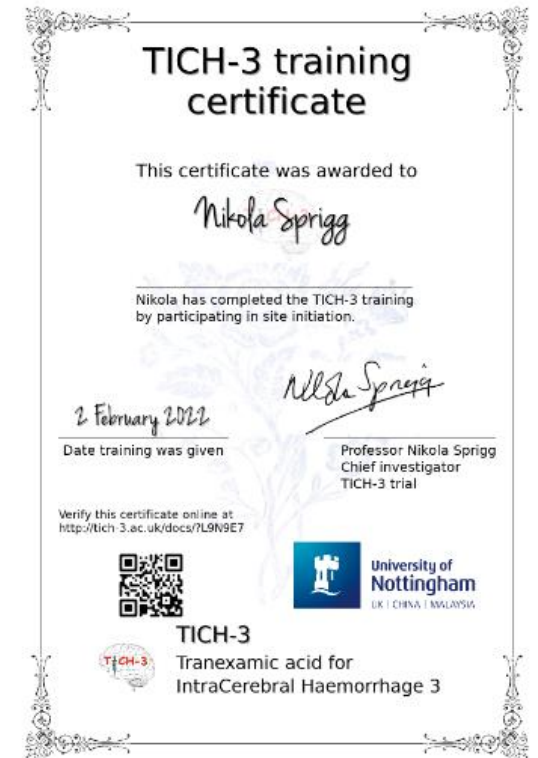 TICH-3 training
certificate
This certificate was awarded to
Nikola Sprigg
Nikola has completed the TICH-3 training
by participating in site initiation.
Nikola Sprigg
2 February 2022
Date training was given
Professor Nikola Sprigg
Chief investigator
TICH-3 trial
Verify this certificate online at
http://tich-3.ac.uk/docs/?L9N9E7
University of
Nottingham
UK | CHINA | MALAYSIA
TICH-3
TICH-3
Tranexamic acid for
IntraCerebral Haemorrhage 3